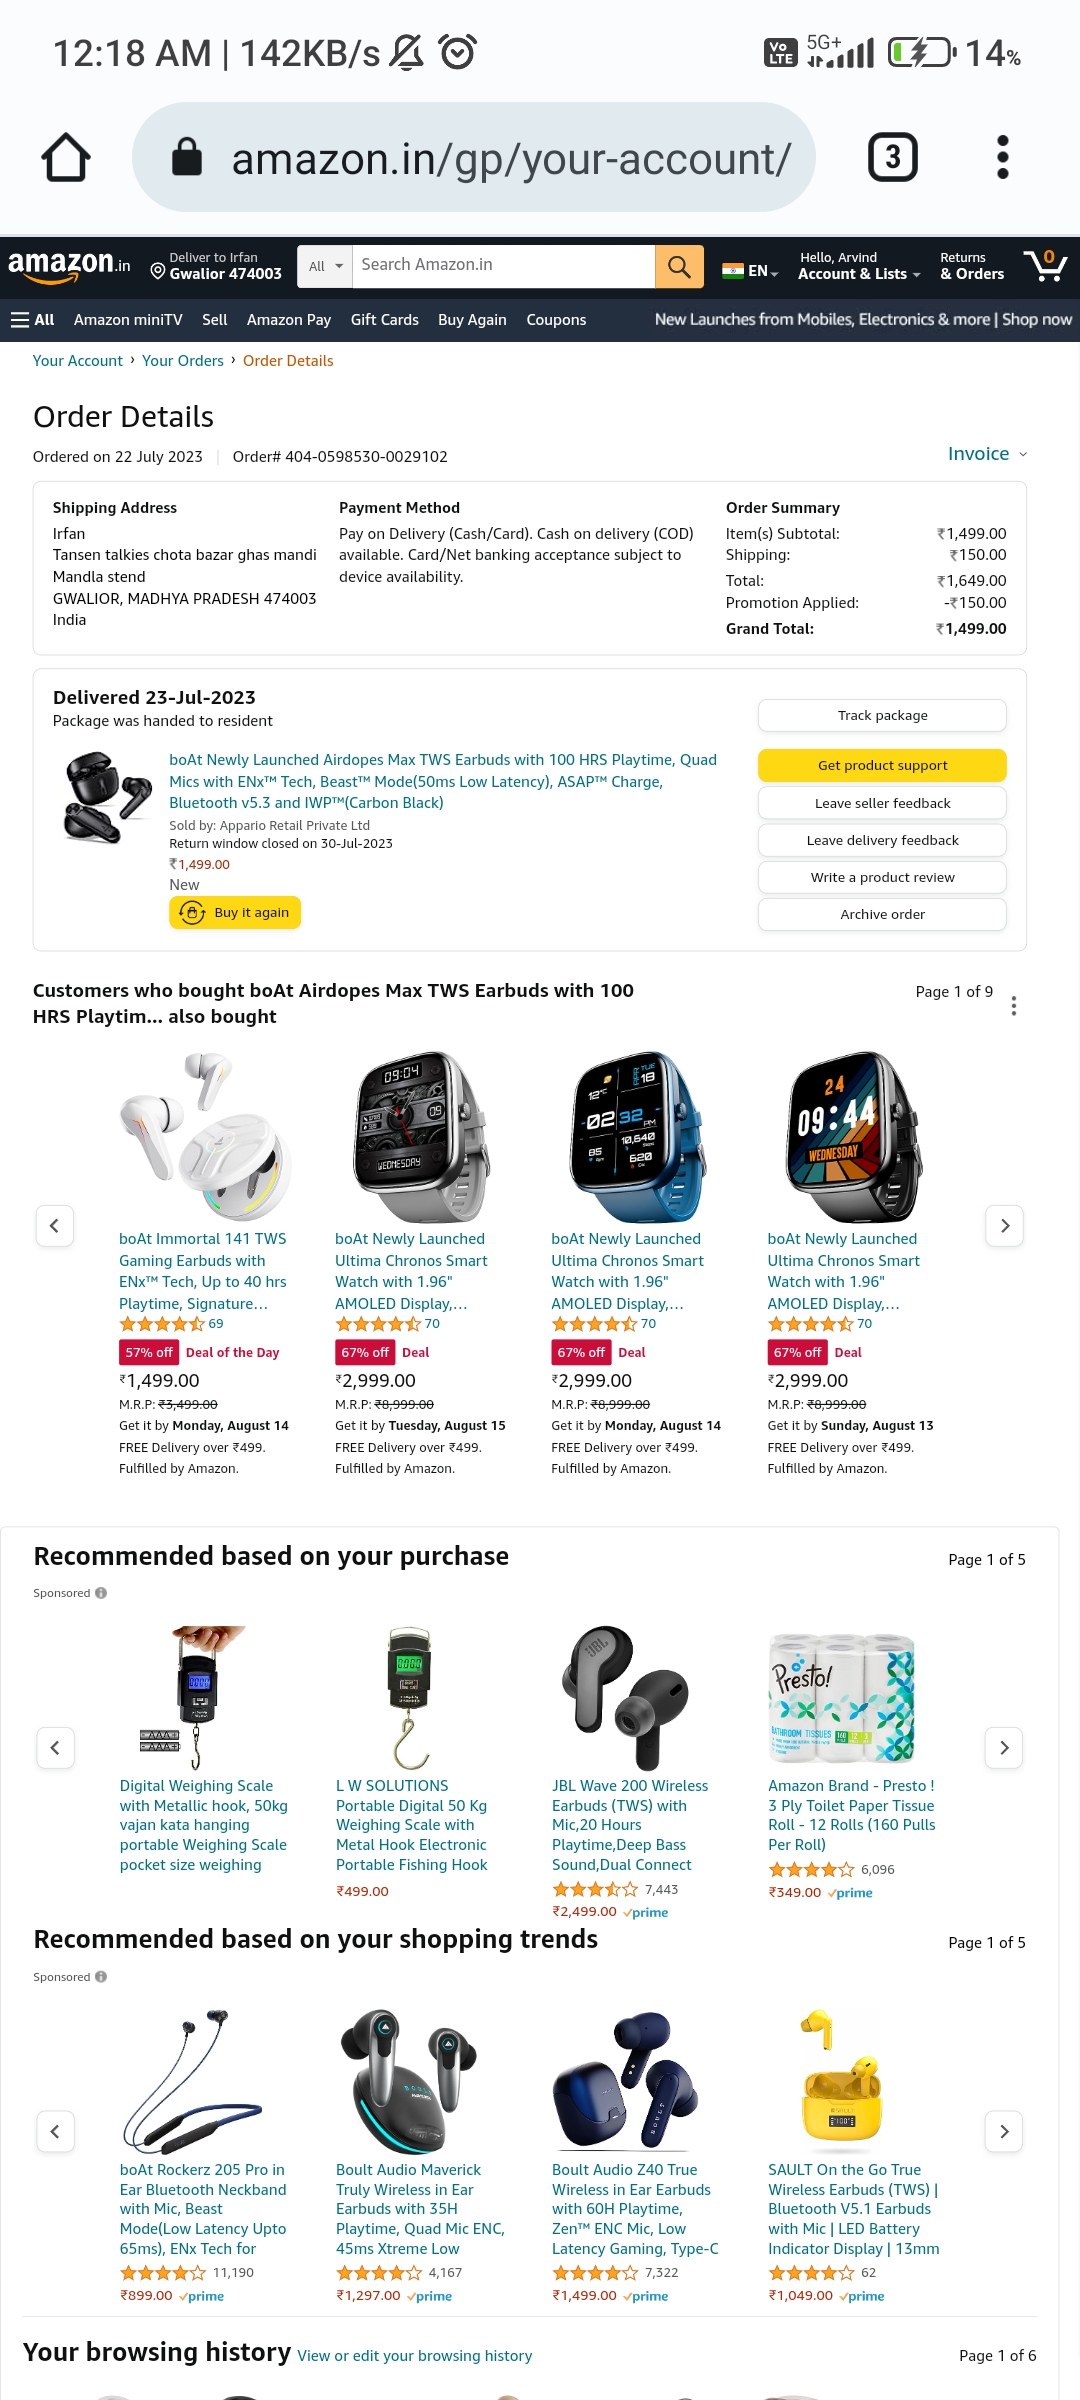 12:18 AM | 142KB/s
Vo LTE 5G+ 14%
amazon.in/gp/your-account/
3
amazon.in
Deliver to Irfan
Gwalior 474003
All
Search Amazon.in
EN
Hello, Arvind
Account & Lists
Returns
& Orders
0
All Amazon miniTV Sell Amazon Pay Gift Cards Buy Again Coupons
New Launches from Mobiles, Electronics & more | Shop now
Your Account › Your Orders › Order Details
Order Details
Ordered on 22 July 2023 | Order# 404-0598530-0029102
Invoice
Shipping Address
Irfan
Tansen talkies chota bazar ghas mandi
Mandla stend
GWALIOR, MADHYA PRADESH 474003
India
Payment Method
Pay on Delivery (Cash/Card). Cash on delivery (COD)
available. Card/Net banking acceptance subject to
device availability.
Order Summary
Item(s) Subtotal: ₹1,499.00
Shipping: ₹150.00
Total: ₹1,649.00
Promotion Applied: -₹150.00
Grand Total: ₹1,499.00
Delivered 23-Jul-2023
Package was handed to resident
boAt Newly Launched Airdopes Max TWS Earbuds with 100 HRS Playtime, Quad
Mics with ENx™ Tech, Beast™ Mode(50ms Low Latency), ASAP™ Charge,
Bluetooth v5.3 and IWP™(Carbon Black)
Sold by: Appario Retail Private Ltd
Return window closed on 30-Jul-2023
₹1,499.00
New
Buy it again
Track package
Get product support
Leave seller feedback
Leave delivery feedback
Write a product review
Archive order
Customers who bought boAt Airdopes Max TWS Earbuds with 100
HRS Playtim... also bought
Page 1 of 9
boAt Immortal 141 TWS
Gaming Earbuds with
ENx™ Tech, Up to 40 hrs
Playtime, Signature…
69
57% off Deal of the Day
₹1,499.00
M.R.P: ₹3,499.00
Get it by Monday, August 14
FREE Delivery over ₹499.
Fulfilled by Amazon.
09:04
09
WEDNESDAY
boAt Newly Launched
Ultima Chronos Smart
Watch with 1.96"
AMOLED Display,…
70
67% off Deal
₹2,999.00
M.R.P: ₹8,999.00
Get it by Tuesday, August 15
FREE Delivery over ₹499.
Fulfilled by Amazon.
APR TUE
18
12°C
02 32
PM
10,640
85
620
boAt Newly Launched
Ultima Chronos Smart
Watch with 1.96"
AMOLED Display,…
70
67% off Deal
₹2,999.00
M.R.P: ₹8,999.00
Get it by Monday, August 14
FREE Delivery over ₹499.
Fulfilled by Amazon.
24
09:44
WEDNESDAY
boAt Newly Launched
Ultima Chronos Smart
Watch with 1.96"
AMOLED Display,…
70
67% off Deal
₹2,999.00
M.R.P: ₹8,999.00
Get it by Sunday, August 13
FREE Delivery over ₹499.
Fulfilled by Amazon.
Recommended based on your purchase
Page 1 of 5
Sponsored
Digital Weighing Scale
with Metallic hook, 50kg
vajan kata hanging
portable Weighing Scale
pocket size weighing
L W SOLUTIONS
Portable Digital 50 Kg
Weighing Scale with
Metal Hook Electronic
Portable Fishing Hook
₹499.00
JBL
JBL Wave 200 Wireless
Earbuds (TWS) with
Mic,20 Hours
Playtime,Deep Bass
Sound,Dual Connect
7,443
₹2,499.00 prime
Presto!
BATHROOM TISSUES
160
Amazon Brand - Presto !
3 Ply Toilet Paper Tissue
Roll - 12 Rolls (160 Pulls
Per Roll)
6,096
₹349.00 prime
Recommended based on your shopping trends
Page 1 of 5
Sponsored
boAt Rockerz 205 Pro in
Ear Bluetooth Neckband
with Mic, Beast
Mode(Low Latency Upto
65ms), ENx Tech for
11,190
₹899.00 prime
Boult Audio Maverick
Truly Wireless in Ear
Earbuds with 35H
Playtime, Quad Mic ENC,
45ms Xtreme Low
4,167
₹1,297.00 prime
Boult Audio Z40 True
Wireless in Ear Earbuds
with 60H Playtime,
Zen™ ENC Mic, Low
Latency Gaming, Type-C
7,322
₹1,499.00 prime
SAULT On the Go True
Wireless Earbuds (TWS) |
Bluetooth V5.1 Earbuds
with Mic | LED Battery
Indicator Display | 13mm
62
₹1,049.00 prime
Your browsing history View or edit your browsing history
Page 1 of 6